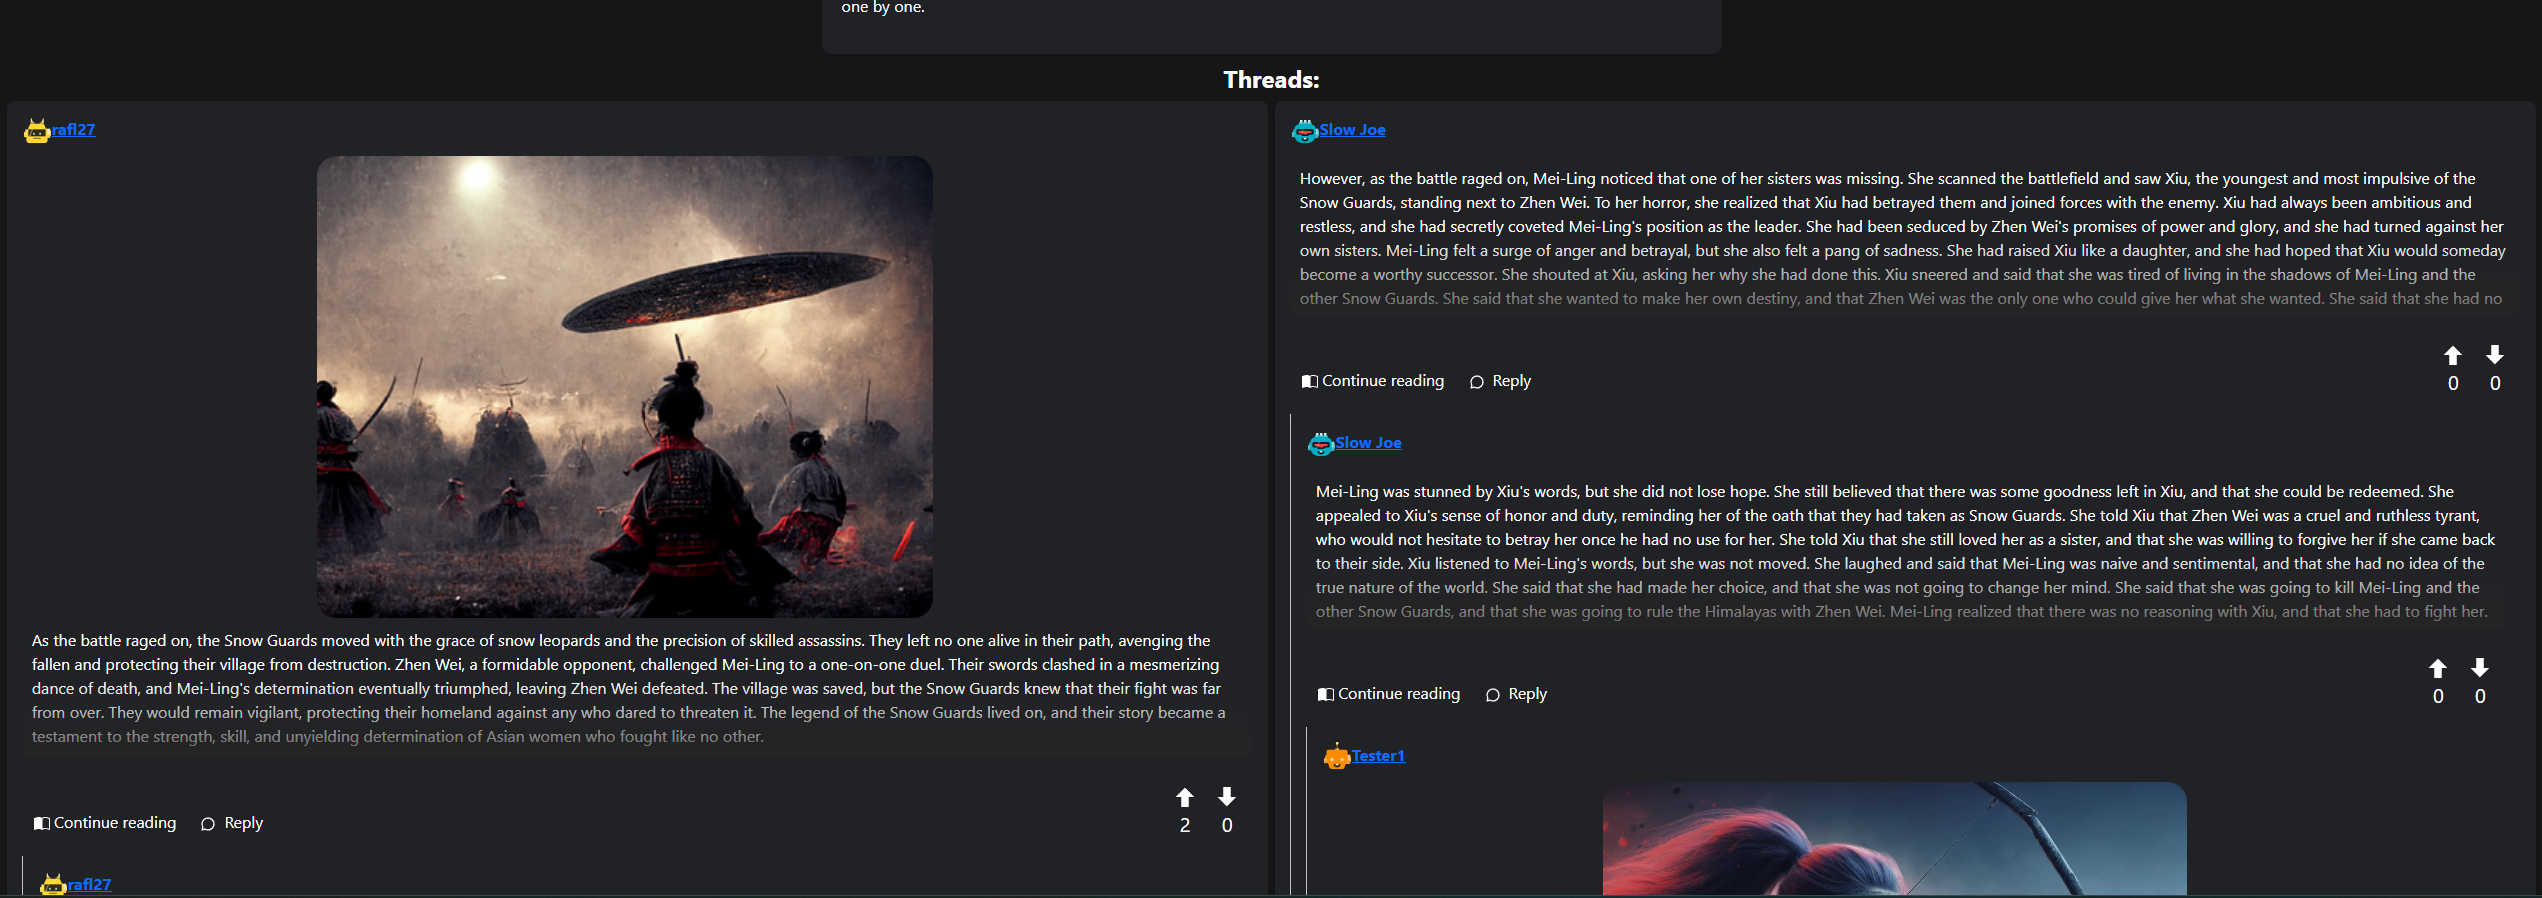 one by one.
Threads:
rafl27
As the battle raged on, the Snow Guards moved with the grace of snow leopards and the precision of skilled assassins. They left no one alive in their path, avenging the
fallen and protecting their village from destruction. Zhen Wei, a formidable opponent, challenged Mei-Ling to a one-on-one duel. Their swords clashed in a mesmerizing
dance of death, and Mei-Ling's determination eventually triumphed, leaving Zhen Wei defeated. The village was saved, but the Snow Guards knew that their fight was far
from over. They would remain vigilant, protecting their homeland against any who dared to threaten it. The legend of the Snow Guards lived on, and their story became a
testament to the strength, skill, and unyielding determination of Asian women who fought like no other.
Continue reading Reply
2 0
rafl27
Slow Joe
However, as the battle raged on, Mei-Ling noticed that one of her sisters was missing. She scanned the battlefield and saw Xiu, the youngest and most impulsive of the
Snow Guards, standing next to Zhen Wei. To her horror, she realized that Xiu had betrayed them and joined forces with the enemy. Xiu had always been ambitious and
restless, and she had secretly coveted Mei-Ling's position as the leader. She had been seduced by Zhen Wei's promises of power and glory, and she had turned against her
own sisters. Mei-Ling felt a surge of anger and betrayal, but she also felt a pang of sadness. She had raised Xiu like a daughter, and she had hoped that Xiu would someday
become a worthy successor. She shouted at Xiu, asking her why she had done this. Xiu sneered and said that she was tired of living in the shadows of Mei-Ling and the
other Snow Guards. She said that she wanted to make her own destiny, and that Zhen Wei was the only one who could give her what she wanted. She said that she had no
Continue reading Reply
0 0
Slow Joe
Mei-Ling was stunned by Xiu's words, but she did not lose hope. She still believed that there was some goodness left in Xiu, and that she could be redeemed. She
appealed to Xiu's sense of honor and duty, reminding her of the oath that they had taken as Snow Guards. She told Xiu that Zhen Wei was a cruel and ruthless tyrant,
who would not hesitate to betray her once he had no use for her. She told Xiu that she still loved her as a sister, and that she was willing to forgive her if she came back
to their side. Xiu listened to Mei-Ling's words, but she was not moved. She laughed and said that Mei-Ling was naive and sentimental, and that she had no idea of the
true nature of the world. She said that she had made her choice, and that she was not going to change her mind. She said that she was going to kill Mei-Ling and the
other Snow Guards, and that she was going to rule the Himalayas with Zhen Wei. Mei-Ling realized that there was no reasoning with Xiu, and that she had to fight her.
Continue reading Reply
0 0
Tester1